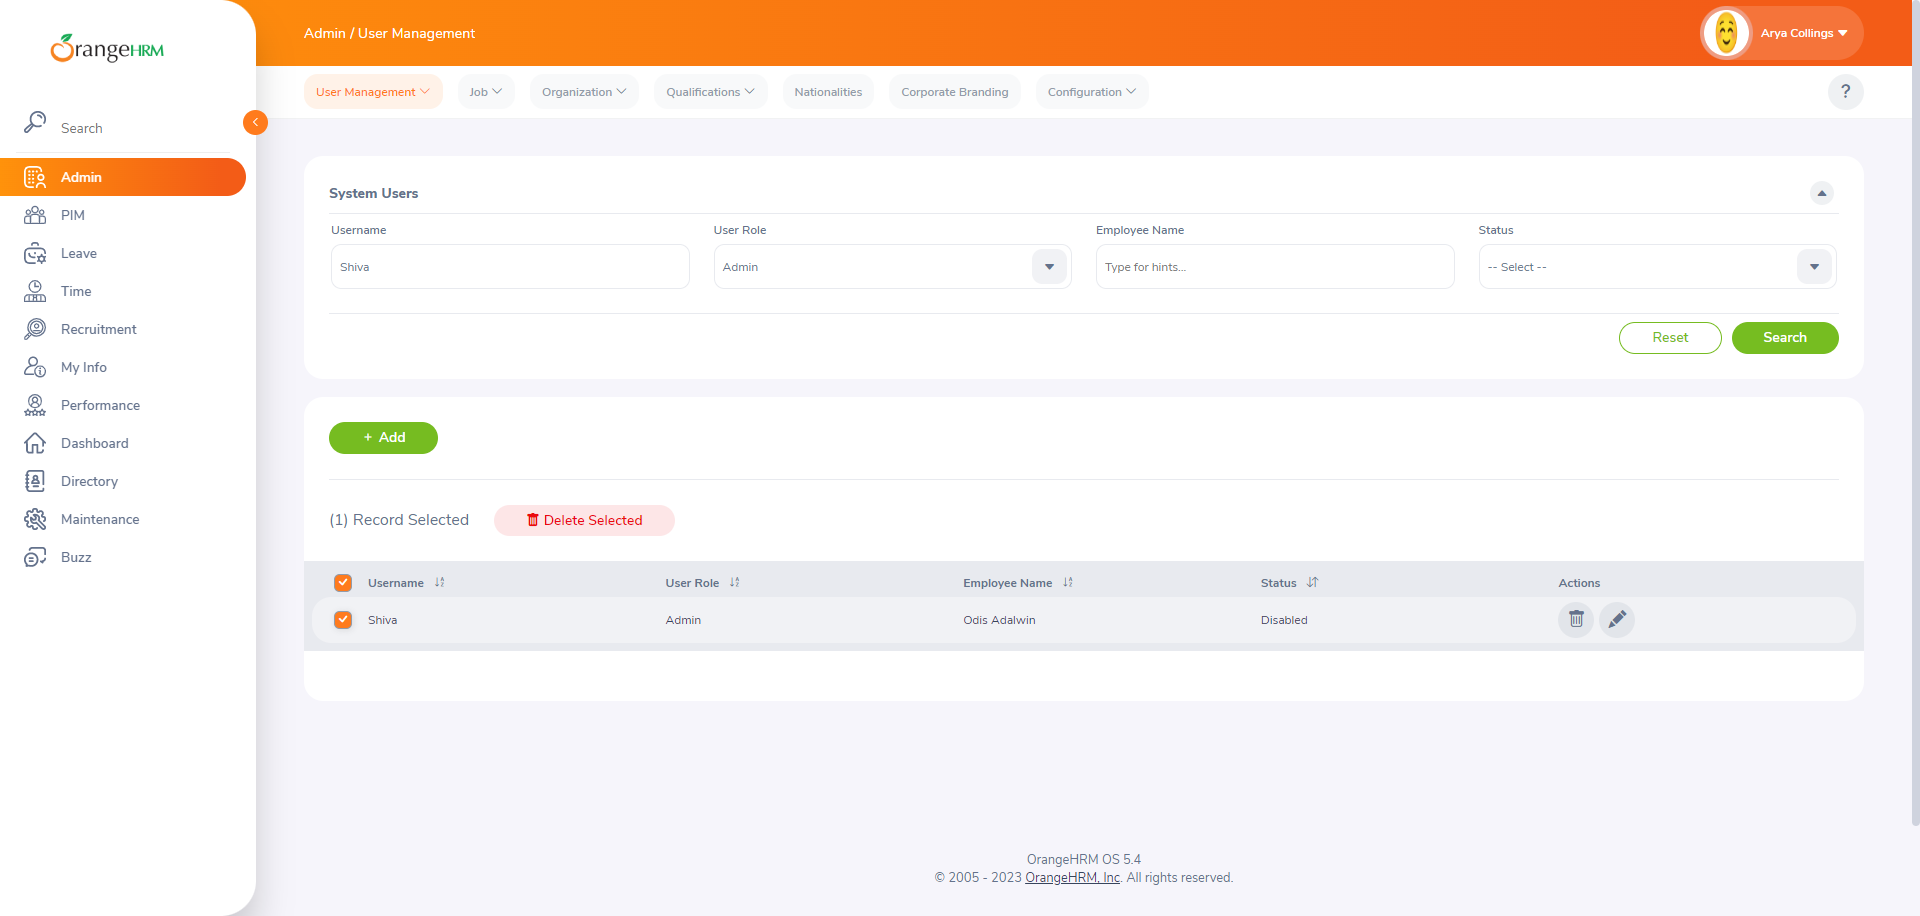 OrangeHRM
Search
Admin
PIM
Leave
Time
Recruitment
My Info
Performance
Dashboard
Directory
Maintenance
Buzz
Admin / User Management
Arya Collings
User Management
Job
Organization
Qualifications
Nationalities
Corporate Branding
Configuration
?
System Users
Username
User Role
Employee Name
Status
Shiva
Admin
Type for hints...
-- Select --
Reset
Search
+ Add
(1) Record Selected
Delete Selected
Username
User Role
Employee Name
Status
Actions
Shiva
Admin
Odis Adalwin
Disabled
OrangeHRM OS 5.4
© 2005 - 2023 OrangeHRM, Inc. All rights reserved.